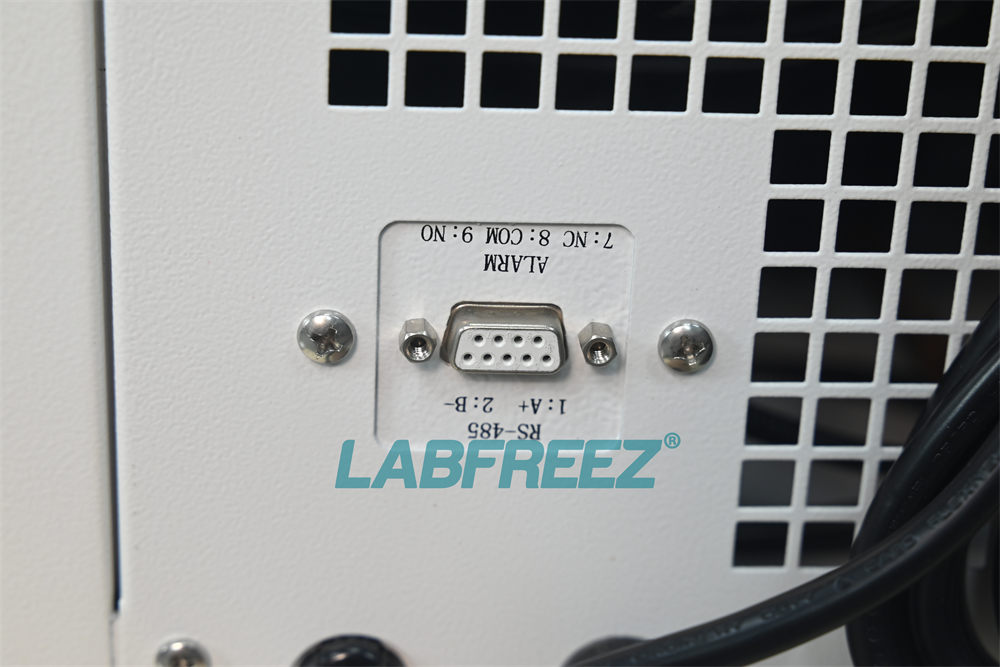 RS-485
1:A+ 2:B-
ALARM
7:NC 8:COM 9:NO
LABFREEZ®